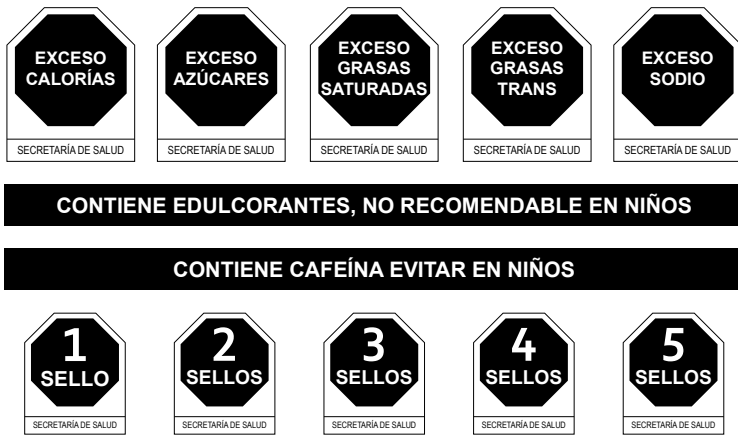 EXCESO
CALORÍAS
SECRETARÍA DE SALUD
EXCESO
AZÚCARES
SECRETARÍA DE SALUD
EXCESO
GRASAS
SATURADAS
SECRETARÍA DE SALUD
EXCESO
GRASAS
TRANS
SECRETARÍA DE SALUD
EXCESO
SODIO
SECRETARÍA DE SALUD
CONTIENE EDULCORANTES, NO RECOMENDABLE EN NIÑOS
CONTIENE CAFEÍNA EVITAR EN NIÑOS
1
SELLO
SECRETARÍA DE SALUD
2
SELLOS
SECRETARÍA DE SALUD
3
SELLOS
SECRETARÍA DE SALUD
4
SELLOS
SECRETARÍA DE SALUD
5
SELLOS
SECRETARÍA DE SALUD